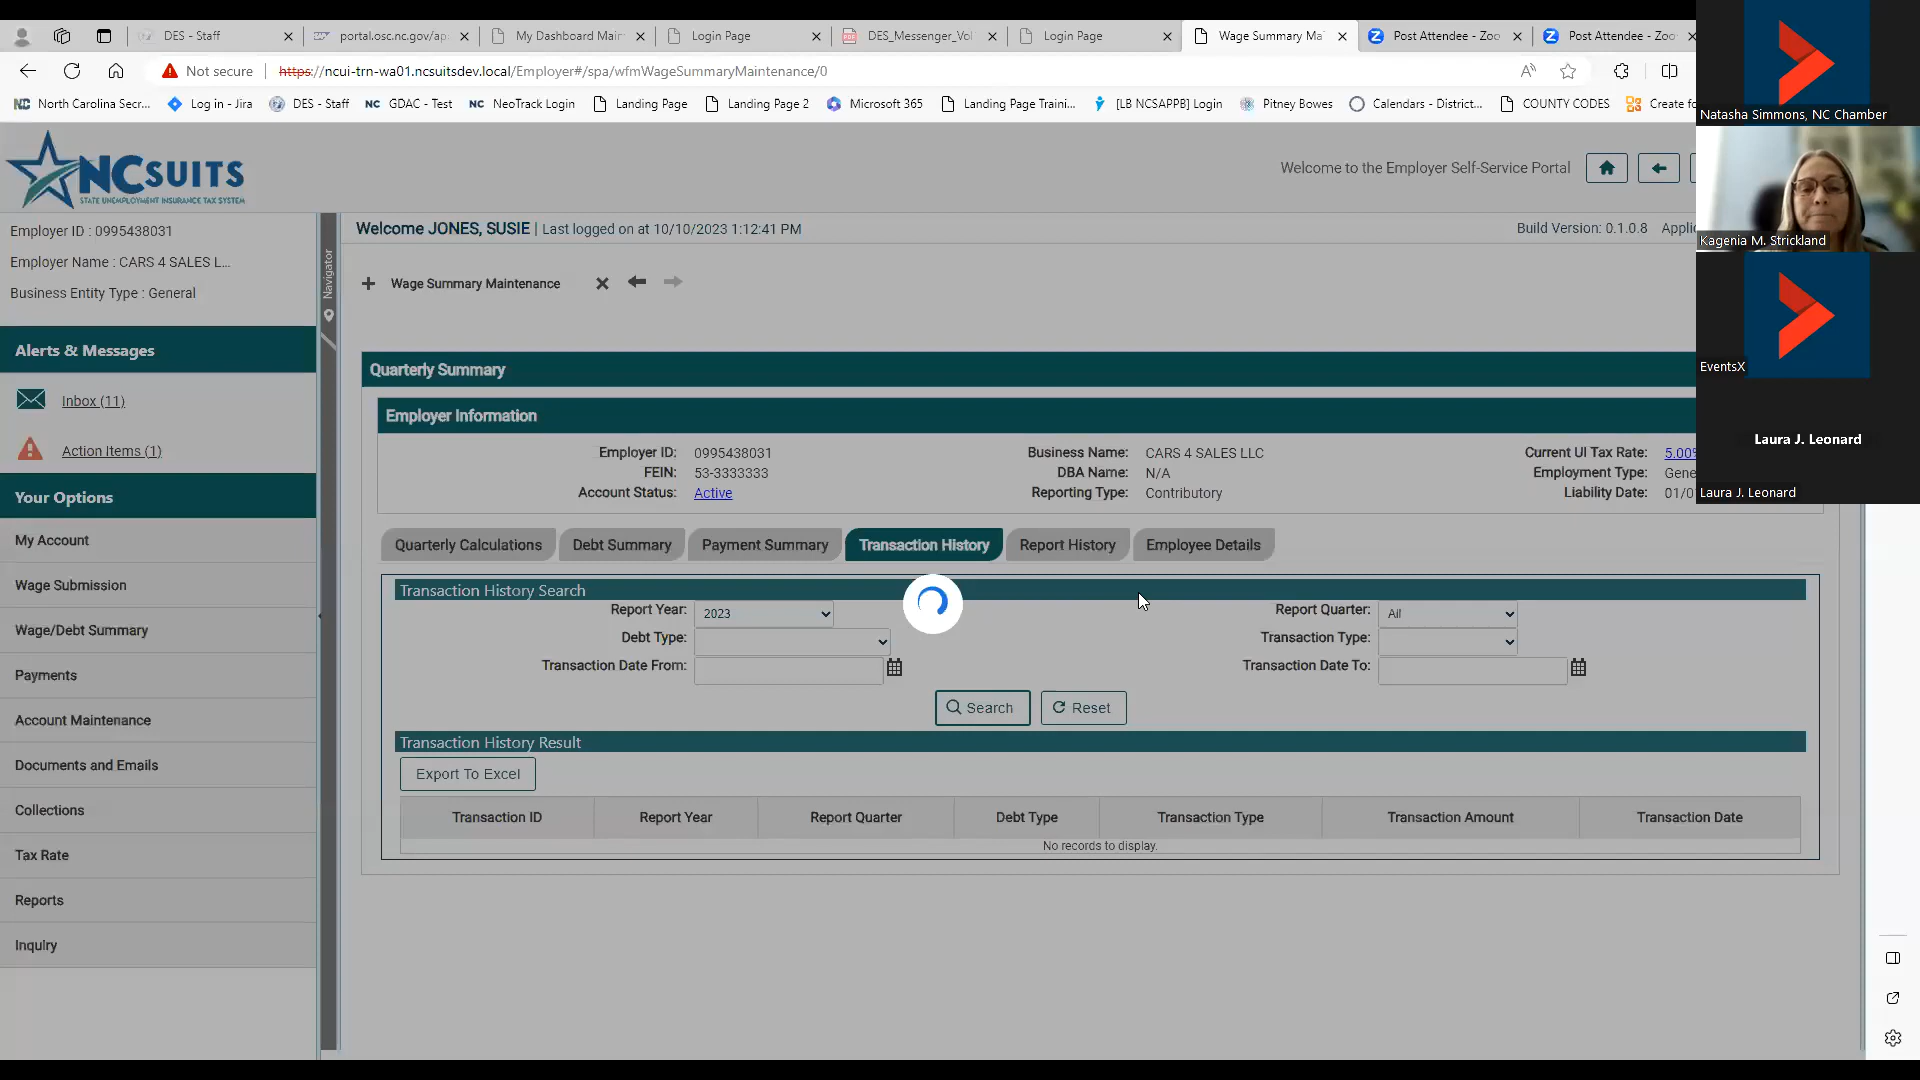 DES - Staff
portal.osc.nc.gov/ap
My Dashboard Mai
Login Page
DES_Messenger_Vol
Login Page
Wage Summary Ma
Post Attendee - Zoo
Post Attendee - Zoo
Not secure
https://ncui-trn-wa01.ncsuitsdev.local/Employer#/spa/wfmWageSummaryMaintenance/0
North Carolina Secr...
Log in - Jira
DES - Staff
NC GDAC - Test
NC NeoTrack Login
Landing Page
Landing Page 2
Microsoft 365
Landing Page Traini...
[LB NCSAPPB] Login
Pitney Bowes
Calendars - District...
COUNTY CODES
Create fo
Natasha Simmons, NC Chamber
Kagenia M. Strickland
EventsX
Laura J. Leonard
Laura J. Leonard
NCSUITS
STATE UNEMPLOYMENT INSURANCE TAX SYSTEM
Welcome to the Employer Self-Service Portal
Employer ID : 0995438031
Employer Name : CARS 4 SALES L...
Business Entity Type : General
Navigator
Alerts & Messages
Inbox (11)
Action Items (1)
Your Options
My Account
Wage Submission
Wage/Debt Summary
Payments
Account Maintenance
Documents and Emails
Collections
Tax Rate
Reports
Inquiry
Welcome JONES, SUSIE | Last logged on at 10/10/2023 1:12:41 PM
Build Version: 0.1.0.8 Appli
Wage Summary Maintenance
Quarterly Summary
Employer Information
Employer ID: 0995438031
Business Name: CARS 4 SALES LLC
Current UI Tax Rate: 5.00%
FEIN: 53-3333333
DBA Name: N/A
Employment Type: Gene
Account Status: Active
Reporting Type: Contributory
Liability Date: 01/0
Quarterly Calculations
Debt Summary
Payment Summary
Transaction History
Report History
Employee Details
Transaction History Search
Report Year: 2023
Report Quarter: All
Debt Type:
Transaction Type:
Transaction Date From:
Transaction Date To:
Search
Reset
Transaction History Result
Export To Excel
Transaction ID
Report Year
Report Quarter
Debt Type
Transaction Type
Transaction Amount
Transaction Date
No records to display.